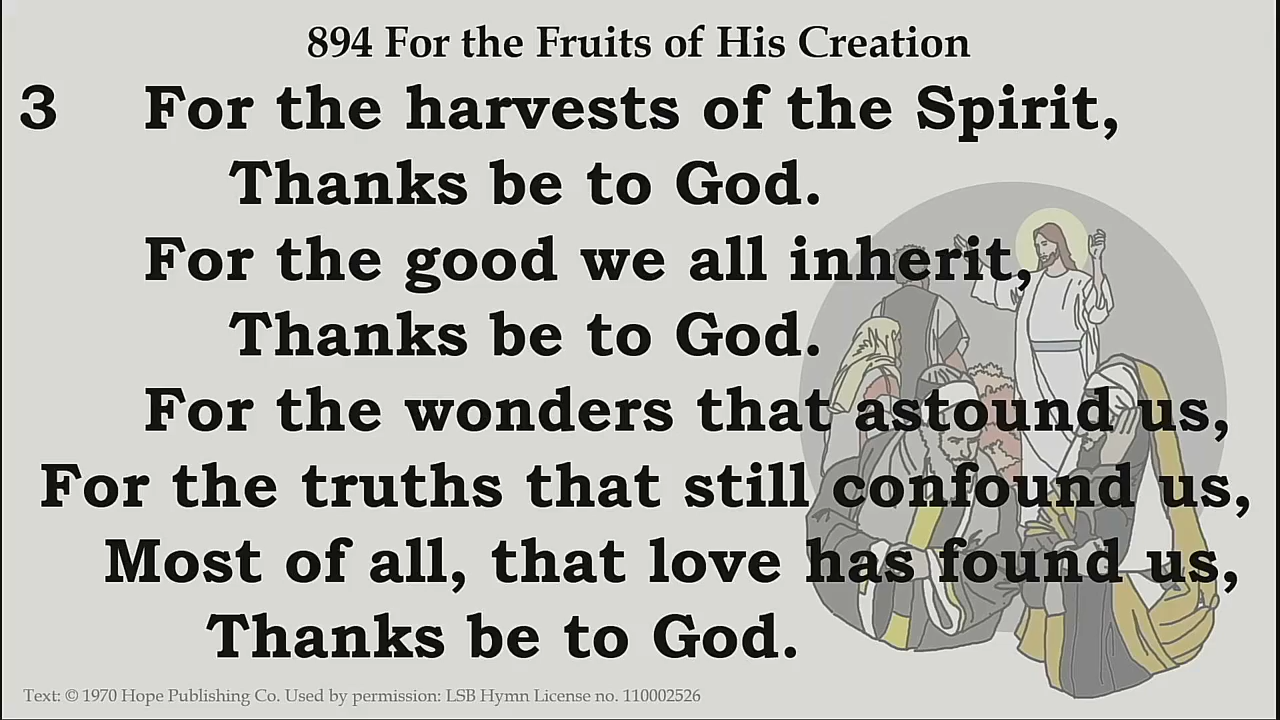 894 For the Fruits of His Creation
3 For the harvests of the Spirit,
Thanks be to God.
For the good we all inherit,
Thanks be to God.
For the wonders that astound us,
For the truths that still confound us,
Most of all, that love has found us,
Thanks be to God.
Text: © 1970 Hope Publishing Co. Used by permission: LSB Hymn License no. 110002526